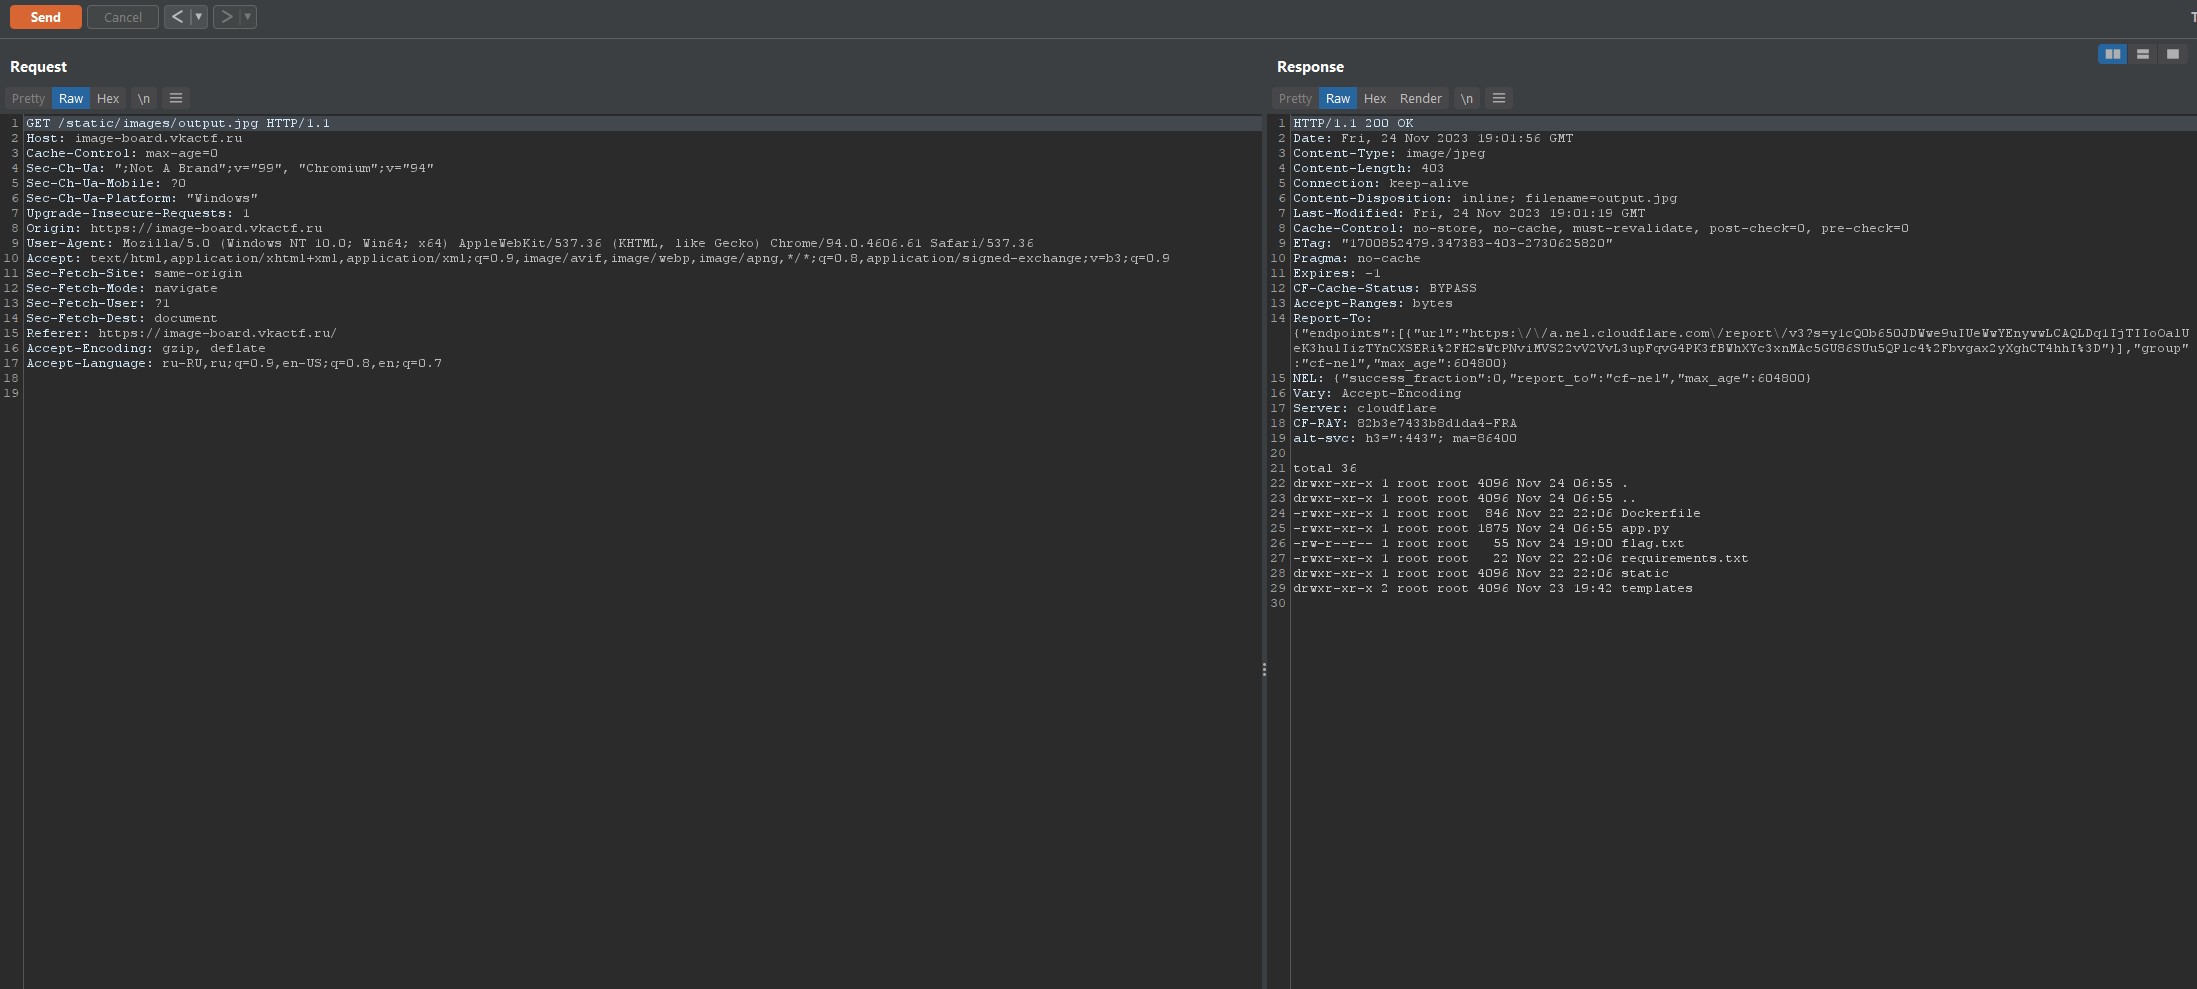 Send
Cancel
Request
Response
Pretty Raw Hex \n
Pretty Raw Hex Render \n
1 GET /static/images/output.jpg HTTP/1.1
2 Host: image-board.vkactf.ru
3 Cache-Control: max-age=0
4 Sec-Ch-Ua: ";Not A Brand";v="99", "Chromium";v="94"
5 Sec-Ch-Ua-Mobile: ?0
6 Sec-Ch-Ua-Platform: "Windows"
7 Upgrade-Insecure-Requests: 1
8 Origin: https://image-board.vkactf.ru
9 User-Agent: Mozilla/5.0 (Windows NT 10.0; Win64; x64) AppleWebKit/537.36 (KHTML, like Gecko) Chrome/94.0.4606.61 Safari/537.36
10 Accept: text/html,application/xhtml+xml,application/xml;q=0.9,image/avif,image/webp,image/apng,*/*;q=0.8,application/signed-exchange;v=b3;q=0.9
11 Sec-Fetch-Site: same-origin
12 Sec-Fetch-Mode: navigate
13 Sec-Fetch-User: ?1
14 Sec-Fetch-Dest: document
15 Referer: https://image-board.vkactf.ru/
16 Accept-Encoding: gzip, deflate
17 Accept-Language: ru-RU,ru;q=0.9,en-US;q=0.8,en;q=0.7
18
19
1 HTTP/1.1 200 OK
2 Date: Fri, 24 Nov 2023 19:01:56 GMT
3 Content-Type: image/jpeg
4 Content-Length: 403
5 Connection: keep-alive
6 Content-Disposition: inline; filename=output.jpg
7 Last-Modified: Fri, 24 Nov 2023 19:01:19 GMT
8 Cache-Control: no-store, no-cache, must-revalidate, post-check=0, pre-check=0
9 ETag: "1700852479.347383-403-2730625820"
10 Pragma: no-cache
11 Expires: -1
12 CF-Cache-Status: BYPASS
13 Accept-Ranges: bytes
14 Report-To:
{"endpoints":[{"url":"https:\/\/a.nel.cloudflare.com\/report\/v3?
"}],"group"
:"cf-nel","max_age":604800}
15 NEL: {"success_fraction":0,"report_to":"cf-nel","max_age":604800}
16 Vary: Accept-Encoding
17 Server: cloudflare
18 CF-RAY: 82b3e7433b8d1da4-FRA
19 alt-svc: h3=":443"; ma=86400
20
21 total 36
22 drwxr-xr-x 1 root root 4096 Nov 24 06:55 .
23 drwxr-xr-x 1 root root 4096 Nov 24 06:55 ..
24 -rwxr-xr-x 1 root root 846 Nov 22 22:06 Dockerfile
25 -rwxr-xr-x 1 root root 1875 Nov 24 06:55 app.py
26 -rw-r--r-- 1 root root 55 Nov 24 19:00 flag.txt
27 -rwxr-xr-x 1 root root 22 Nov 22 22:06 requirements.txt
28 drwxr-xr-x 1 root root 4096 Nov 22 22:06 static
29 drwxr-xr-x 2 root root 4096 Nov 23 19:42 templates
30